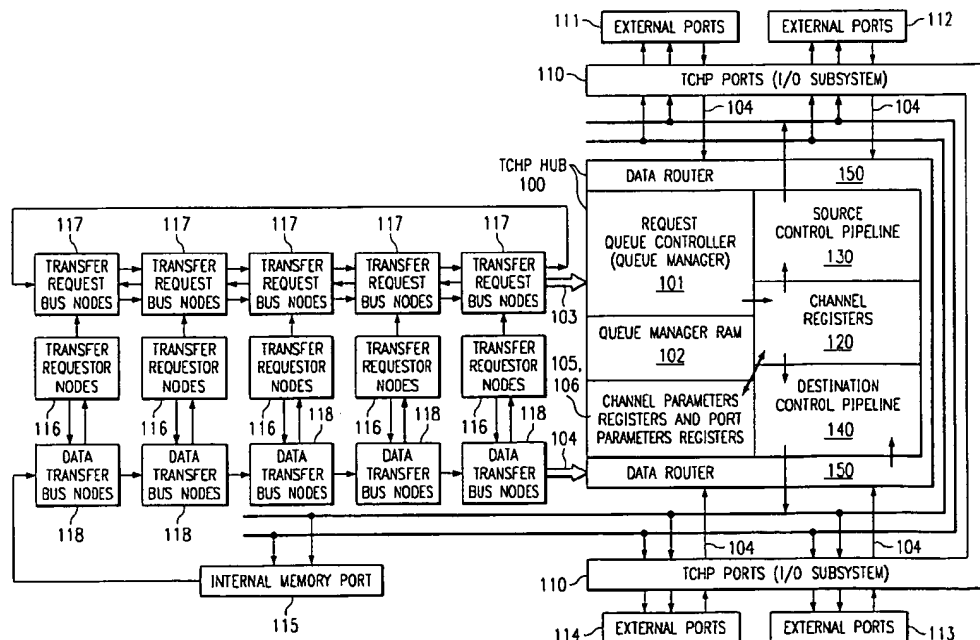 111
EXTERNAL PORTS
EXTERNAL PORTS
112
110
TCHP PORTS (I/O SUBSYSTEM)
104
104
TCHP HUB
100
DATA ROUTER
150
117
117
117
117
117
TRANSFER
REQUEST
BUS NODES
TRANSFER
REQUEST
BUS NODES
TRANSFER
REQUEST
BUS NODES
TRANSFER
REQUEST
BUS NODES
TRANSFER
REQUEST
BUS NODES
103
REQUEST
QUEUE CONTROLLER
(QUEUE MANAGER)
101
SOURCE
CONTROL PIPELINE
130
QUEUE MANAGER RAM
102
CHANNEL
REGISTERS
120
TRANSFER
REQUESTOR
NODES
TRANSFER
REQUESTOR
NODES
TRANSFER
REQUESTOR
NODES
TRANSFER
REQUESTOR
NODES
TRANSFER
REQUESTOR
NODES
105,
106
CHANNEL PARAMETERS
REGISTERS AND PORT
PARAMETERS REGISTERS
DESTINATION
CONTROL PIPELINE
140
116
116
116
118
116
118
116
118
DATA
TRANSFER
BUS NODES
DATA
TRANSFER
BUS NODES
DATA
TRANSFER
BUS NODES
DATA
TRANSFER
BUS NODES
DATA
TRANSFER
BUS NODES
104
DATA ROUTER
150
118
118
104
104
INTERNAL MEMORY PORT
115
110
TCHP PORTS (I/O SUBSYSTEM)
114
EXTERNAL PORTS
EXTERNAL PORTS
113